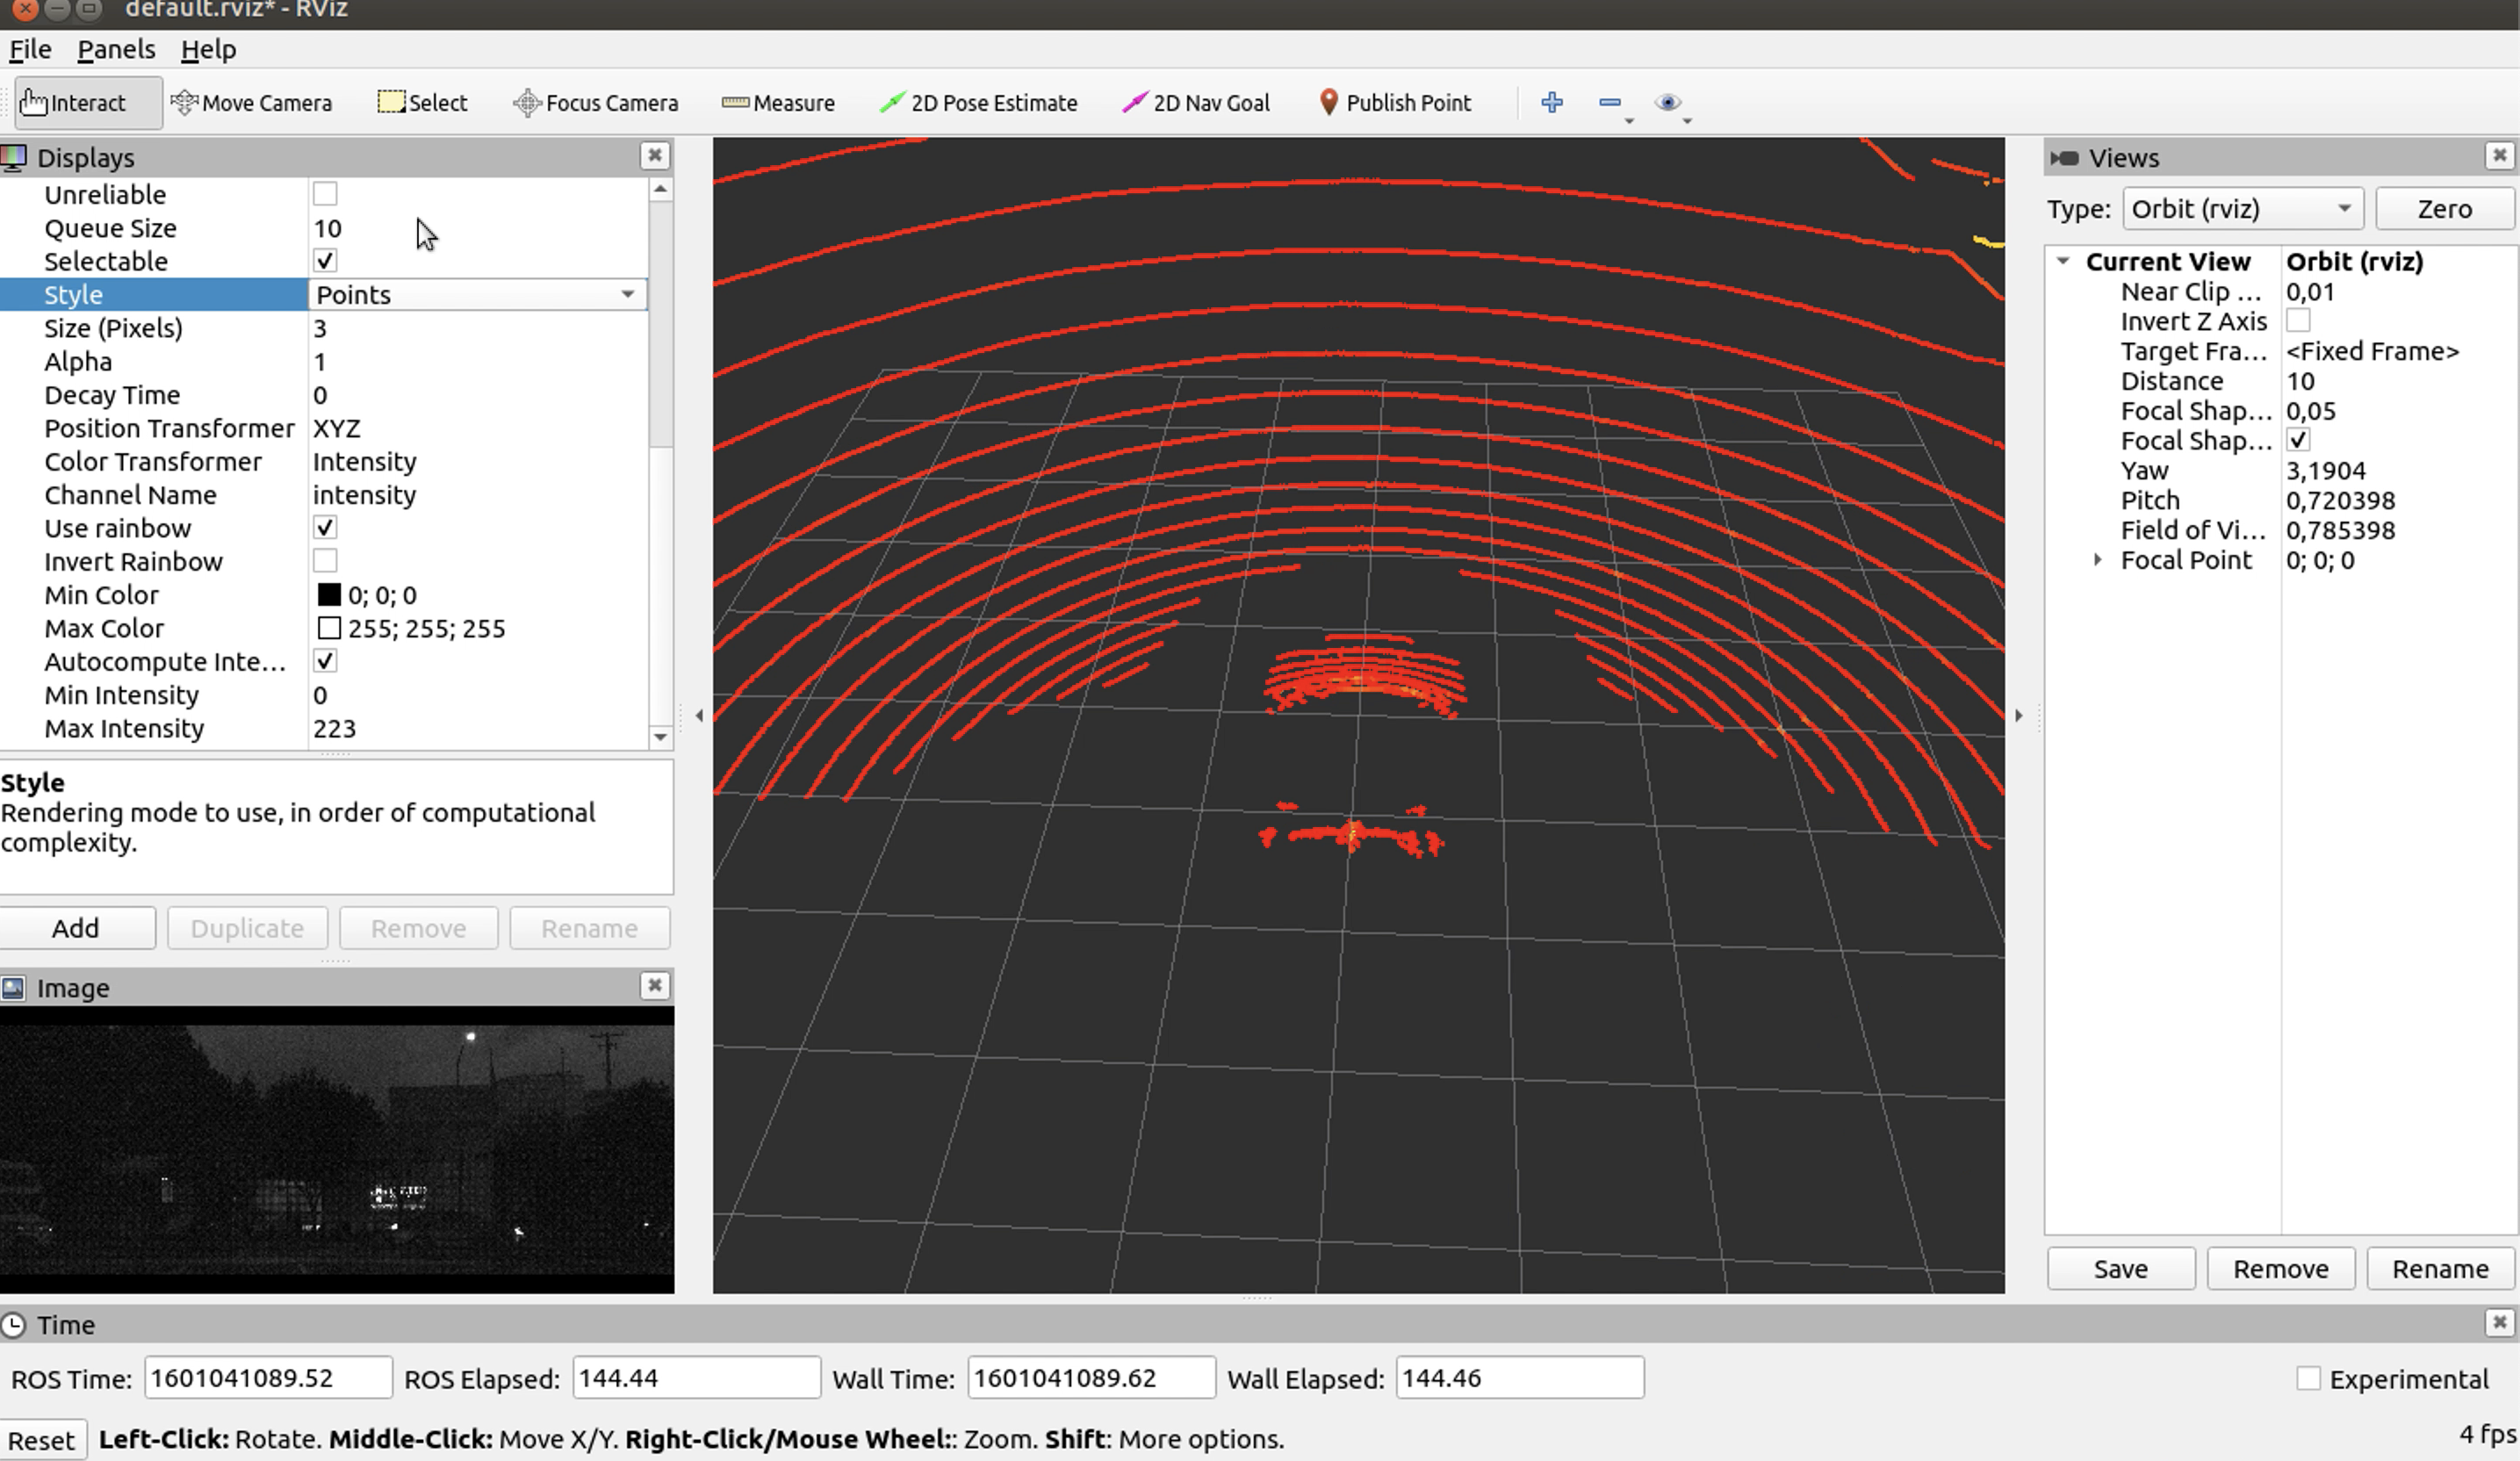 default.rviz* - RViz
File Panels Help
Interact Move Camera Select Focus Camera Measure 2D Pose Estimate 2D Nav Goal Publish Point
Displays
Unreliable
Queue Size 10
Selectable
Style Points
Size (Pixels) 3
Alpha 1
Decay Time 0
Position Transformer XYZ
Color Transformer Intensity
Channel Name intensity
Use rainbow
Invert Rainbow
Min Color 0; 0; 0
Max Color 255; 255; 255
Autocompute Inte...
Min Intensity 0
Max Intensity 223
Style
Rendering mode to use, in order of computational
complexity.
Add Duplicate Remove Rename
Image
Views
Type: Orbit (rviz) Zero
Current View Orbit (rviz)
Near Clip ... 0,01
Invert Z Axis
Target Fra... <Fixed Frame>
Distance 10
Focal Shap... 0,05
Focal Shap...
Yaw 3,1904
Pitch 0,720398
Field of Vi... 0,785398
Focal Point 0; 0; 0
Save Remove Rename
Time
ROS Time: 1601041089.52 ROS Elapsed: 144.44 Wall Time: 1601041089.62 Wall Elapsed: 144.46 Experimental
Reset Left-Click: Rotate. Middle-Click: Move X/Y. Right-Click/Mouse Wheel:: Zoom. Shift: More options. 4 fps